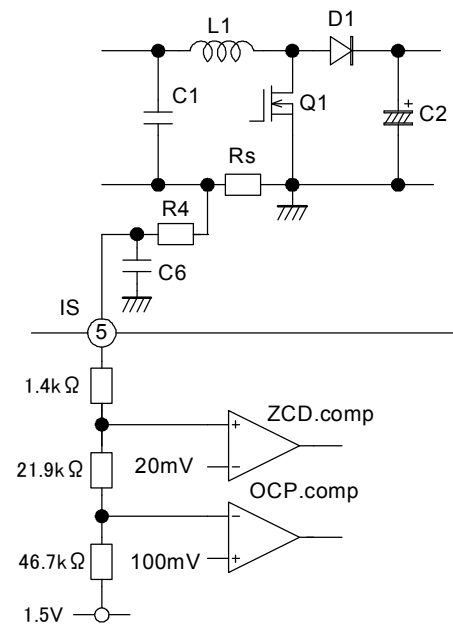 L1
D1
C1
Q1
+
C2
Rs
R4
C6
IS
5
1.4kΩ
ZCD.comp
+
20mV
−
21.9kΩ
OCP.comp
−
100mV
+
46.7kΩ
1.5V